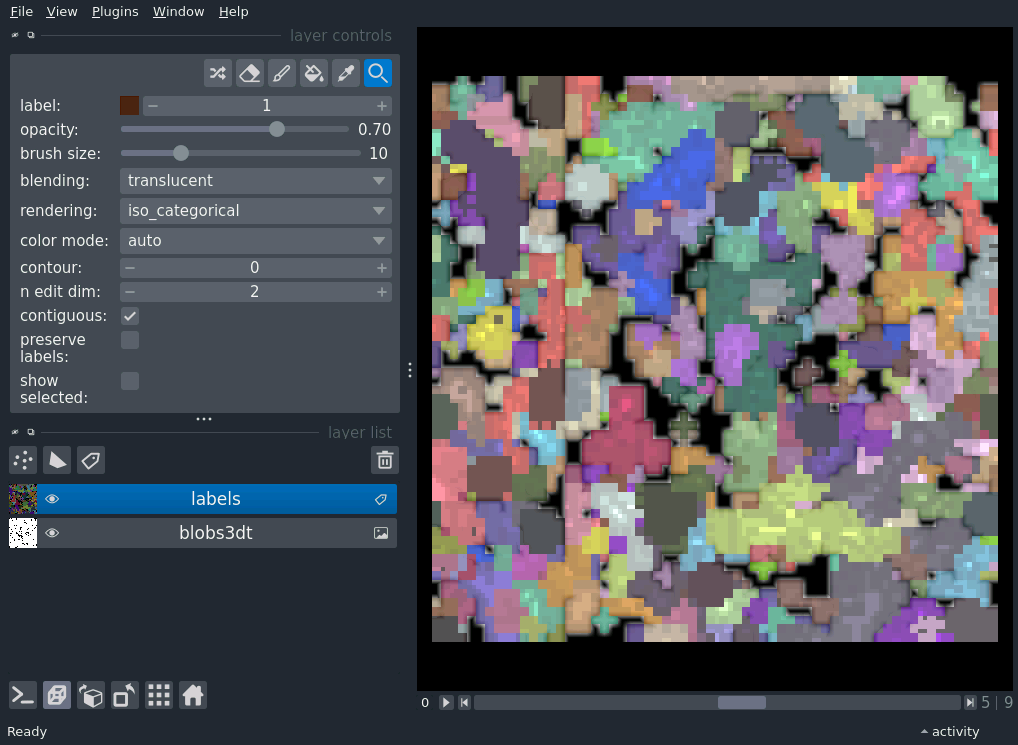 File View Plugins Window Help
layer controls
label: 1
opacity: 0.70
brush size: 10
blending: translucent
rendering: iso_categorical
color mode: auto
contour: 0
n edit dim: 2
contiguous:
preserve
labels:
show
selected:
layer list
labels
blobs3dt
0 5 | 9
Ready activity